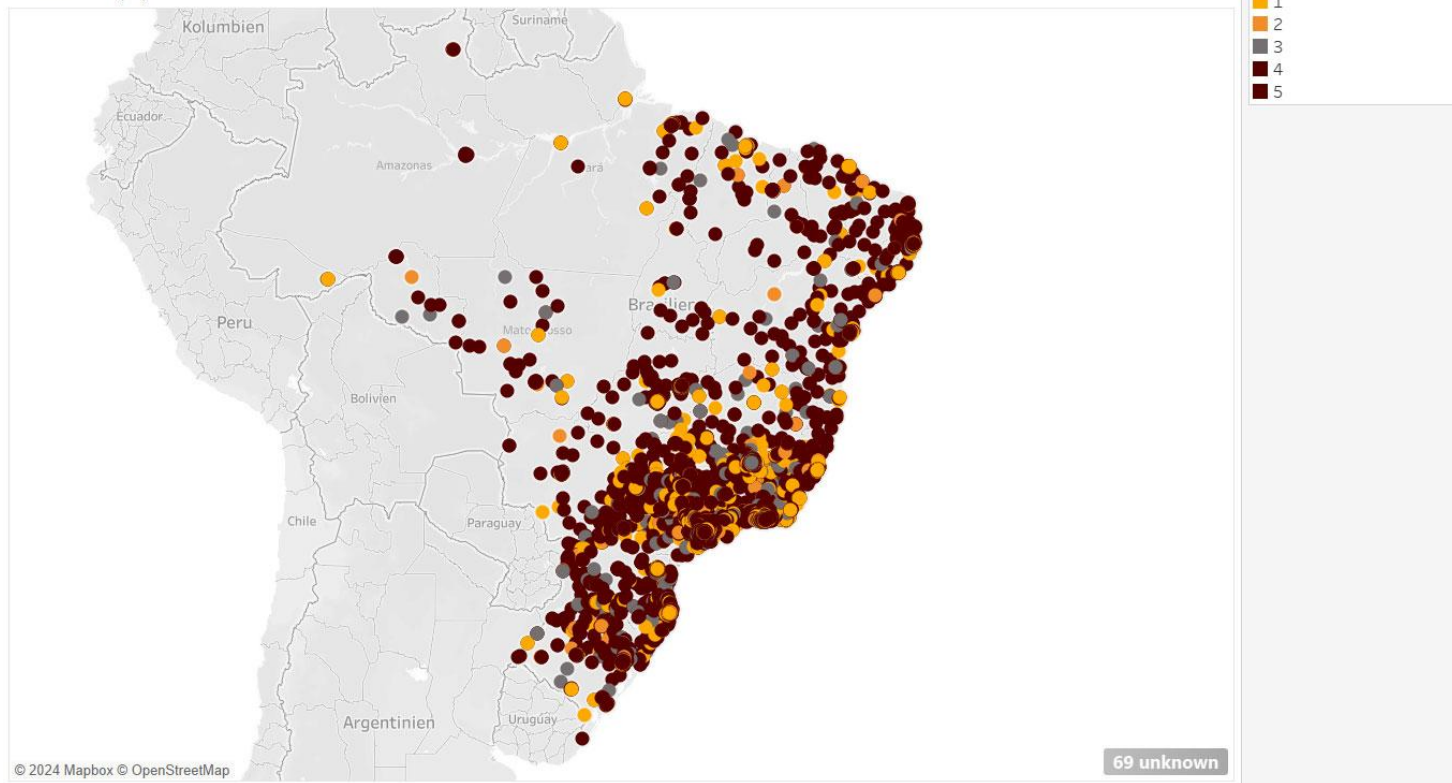 Suriname
Kolumbien
1
2
3
4
5
Ecuador
Amazonas
ará
Brasilien
Peru
Mato Grosso
Bolivien
Chile
Paraguay
Argentinien
Uruguay
69 unknown
© 2024 Mapbox © OpenStreetMap